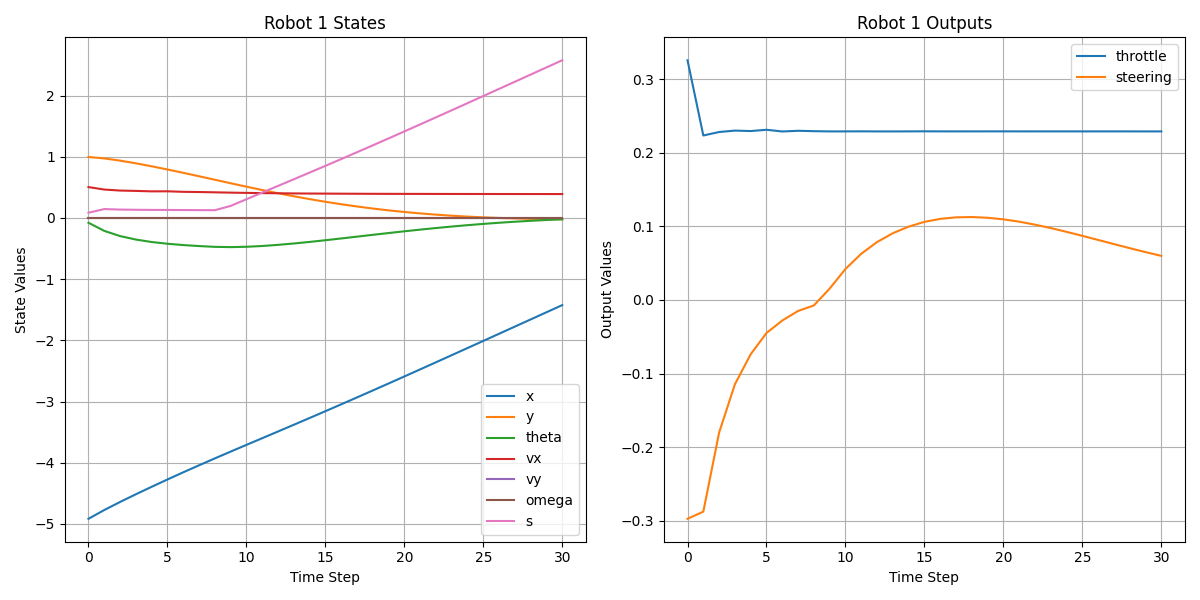 Robot 1 States
State Values
2
1
0
−1
−2
−3
−4
−5
0 5 10 15 20 25 30
Time Step
x
y
theta
vx
vy
omega
s
Robot 1 Outputs
Output Values
0.3
0.2
0.1
0.0
−0.1
−0.2
−0.3
0 5 10 15 20 25 30
Time Step
throttle
steering